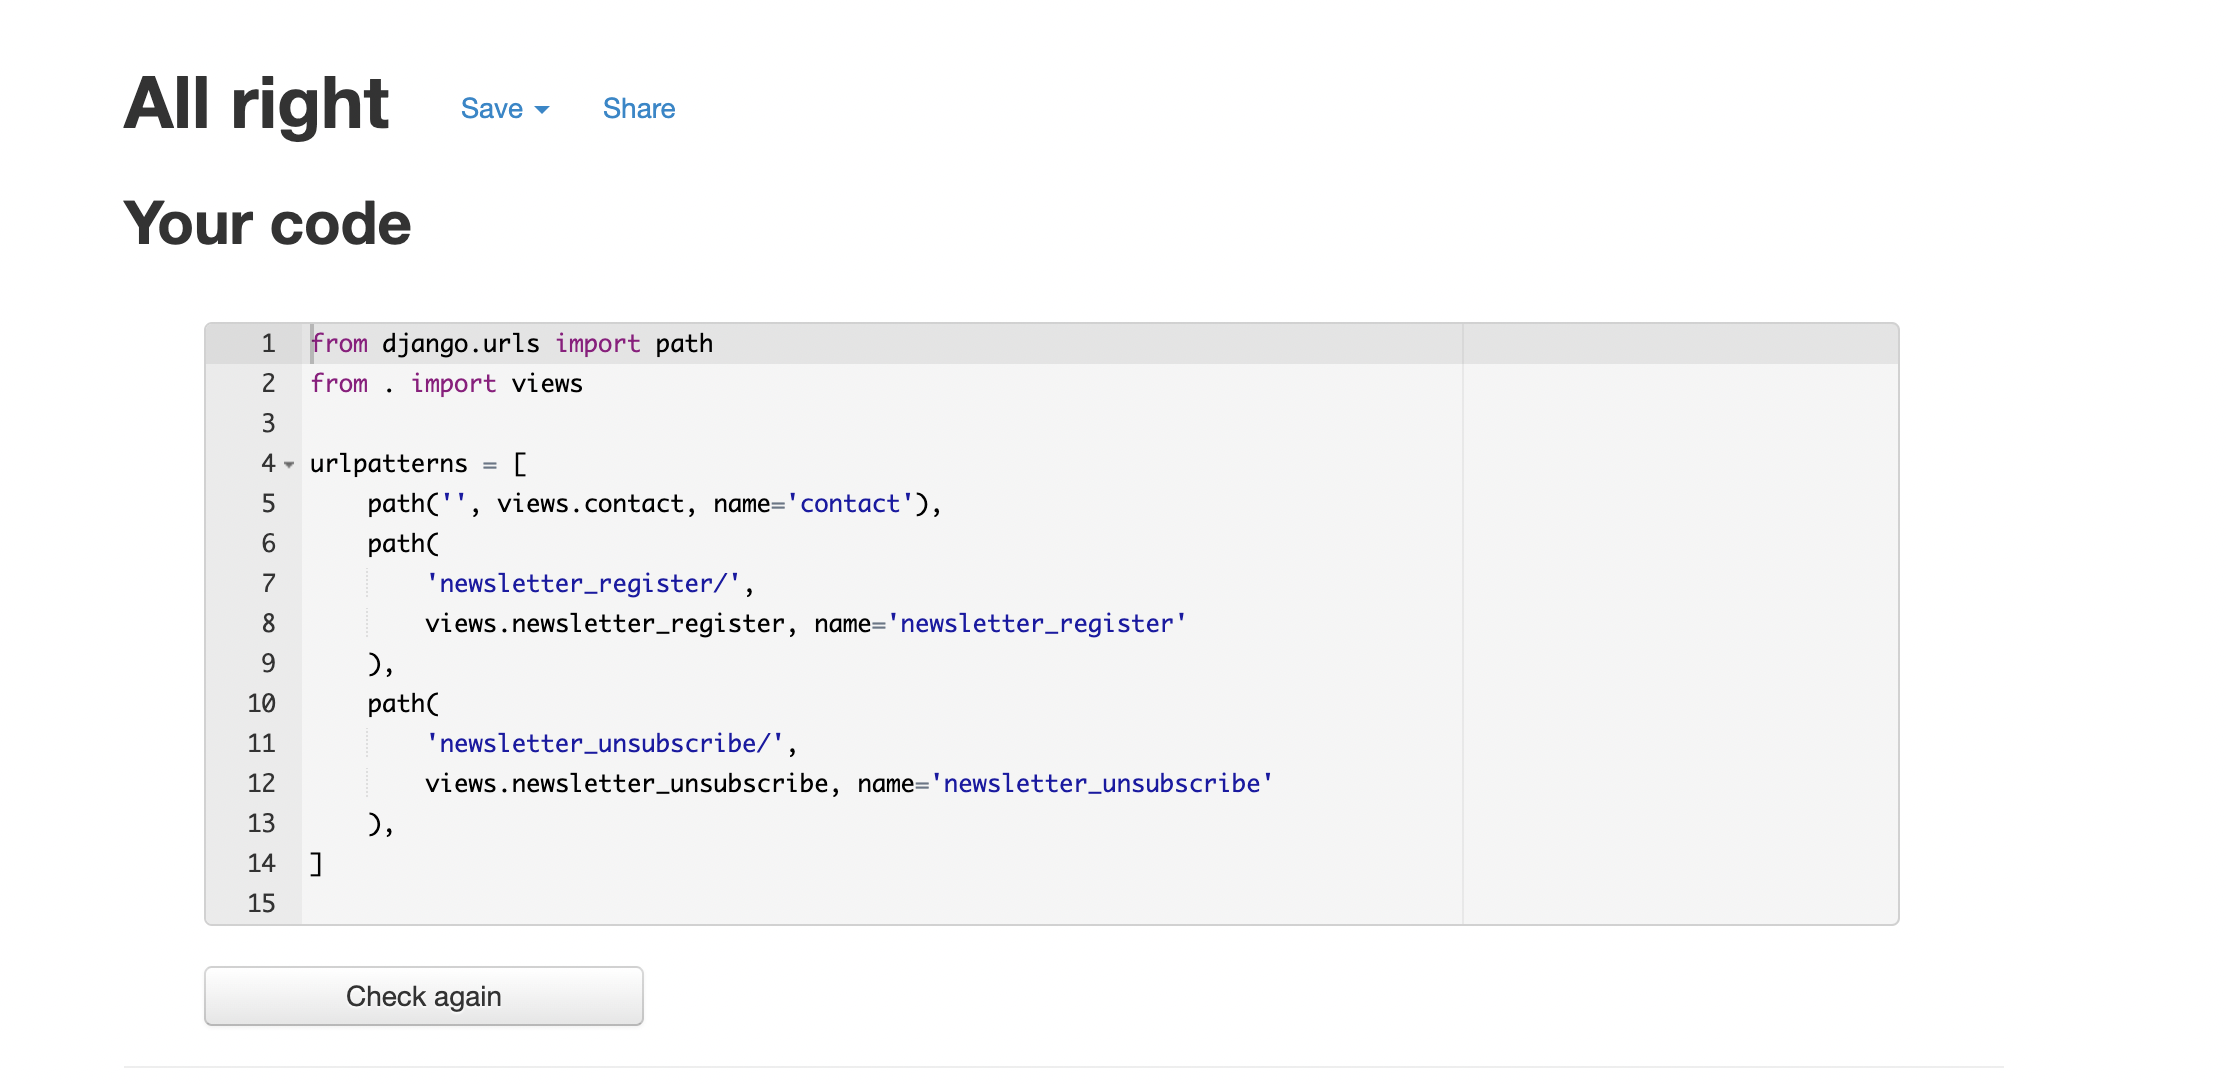 All right Save Share
Your code
1 from django.urls import path
2 from . import views
3
4 urlpatterns = [
5     path('', views.contact, name='contact'),
6     path(
7         'newsletter_register/',
8         views.newsletter_register, name='newsletter_register'
9     ),
10     path(
11         'newsletter_unsubscribe/',
12         views.newsletter_unsubscribe, name='newsletter_unsubscribe'
13     ),
14 ]
15
Check again